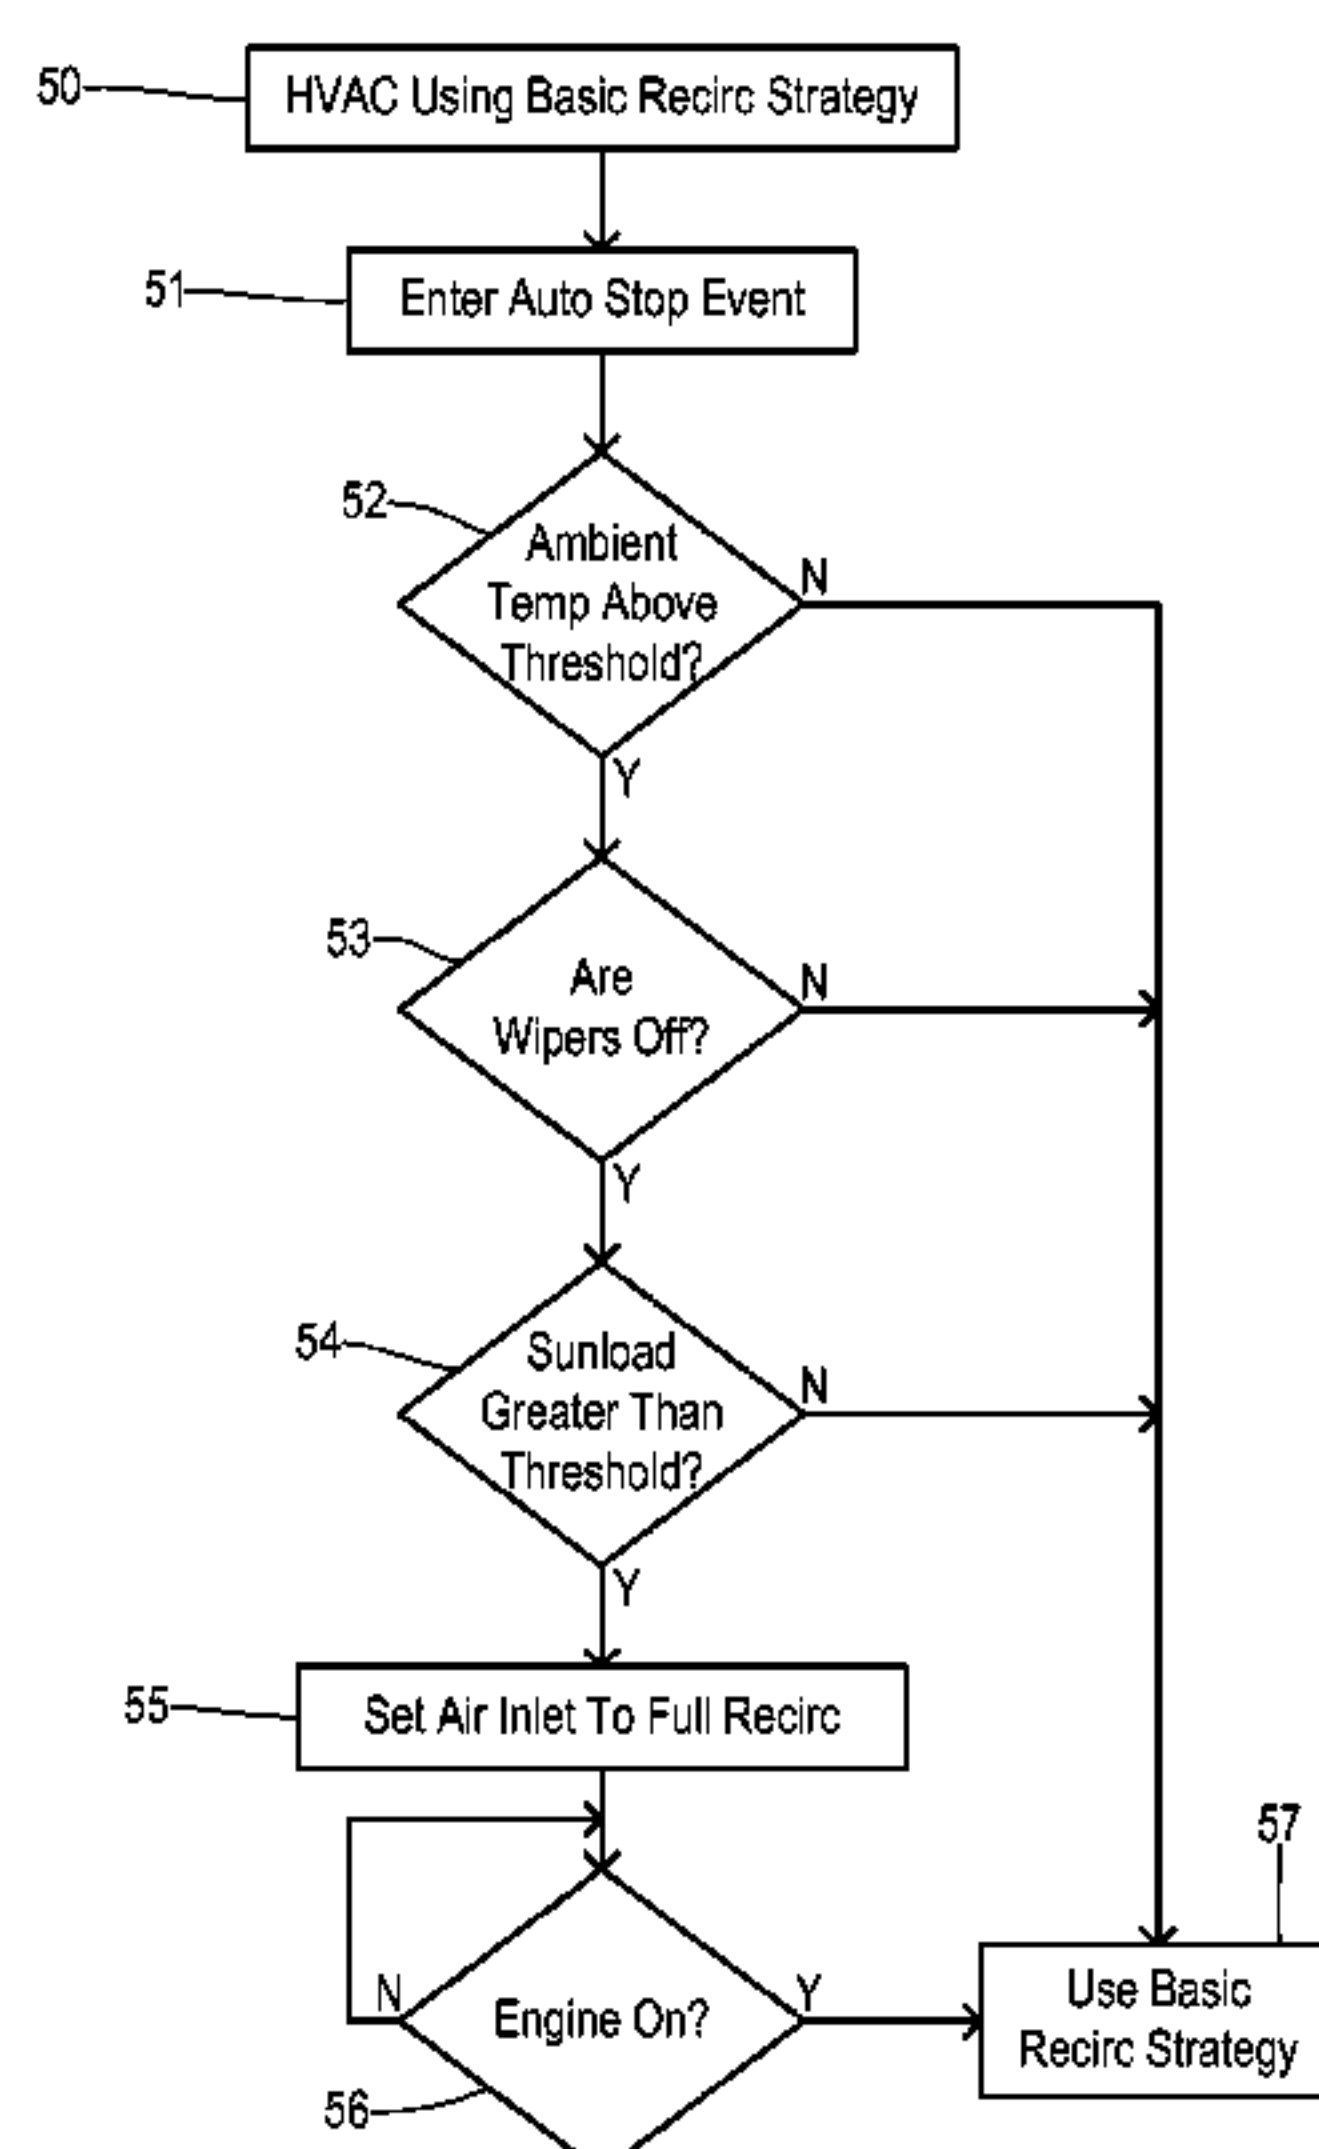 50
HVAC Using Basic Recirc Strategy
51
Enter Auto Stop Event
52
Ambient
Temp Above
Threshold?
N
Y
53
Are
Wipers Off?
N
Y
54
Sunload
Greater Than
Threshold?
N
Y
55
Set Air Inlet To Full Recirc
57
N
Engine On?
Y
Use Basic
Recirc Strategy
56